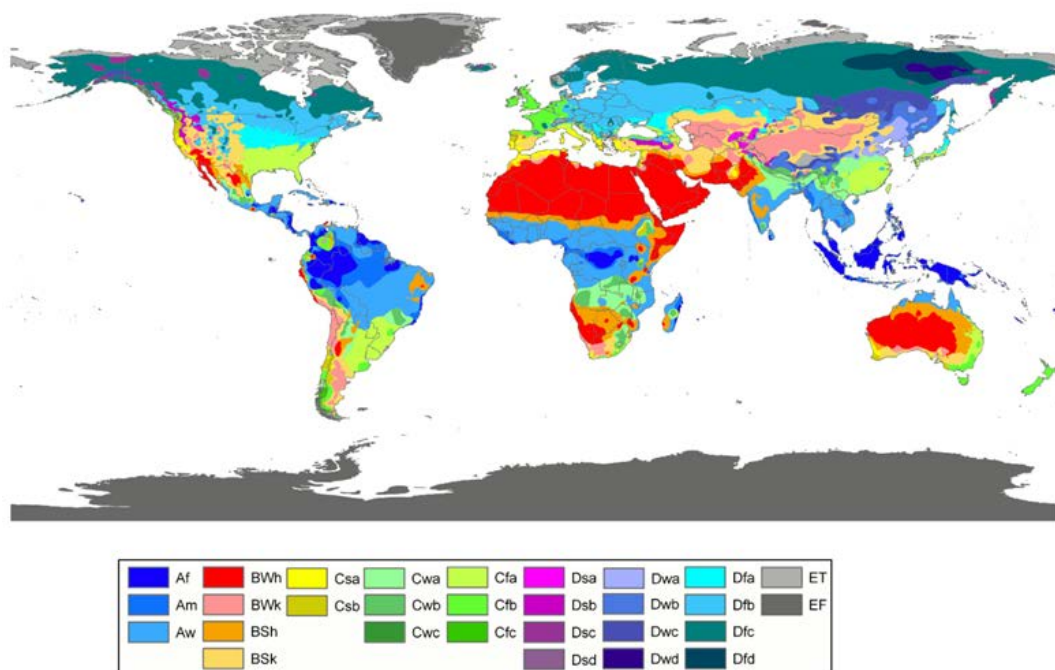 Af BWh Csa Cwa Cfa Dsa Dwa Dfa ET
Am BWk Csb Cwb Cfb Dsb Dwb Dfb EF
Aw BSh Cwc Cfc Dsc Dwc Dfc
BSk Dsd Dwd Dfd